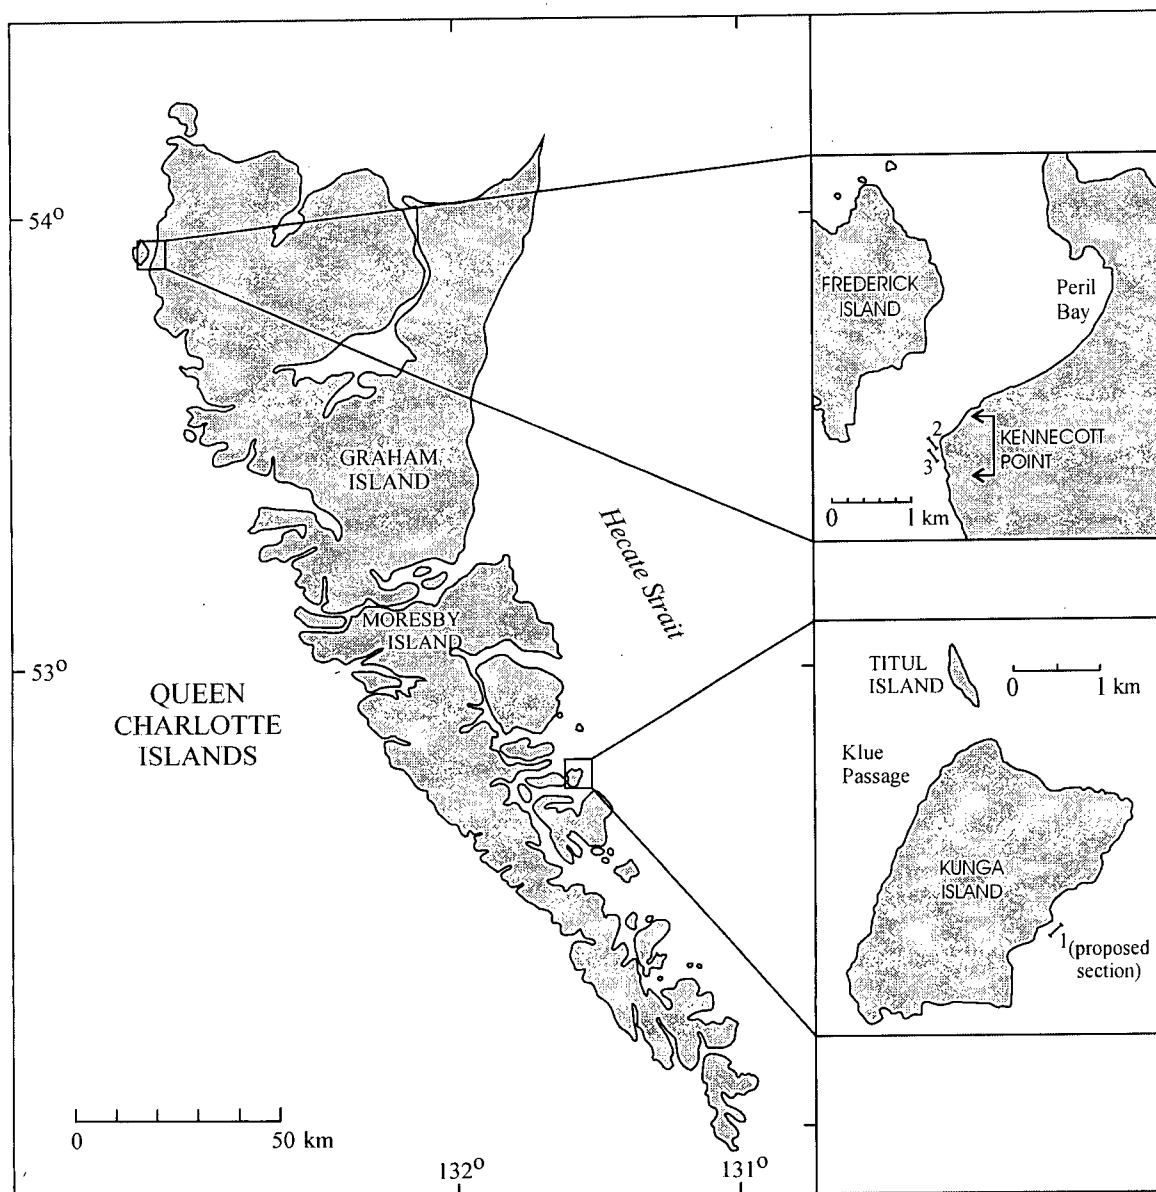 54°
53°
GRAHAM
ISLAND
Hecate Strait
MORESBY
ISLAND
QUEEN
CHARLOTTE
ISLANDS
0 50 km
132°
131°
FREDERICK
ISLAND
Peril
Bay
2
3
KENNECOTT
POINT
0 1 km
TITUL
ISLAND
0 1 km
Klue
Passage
KUNGA
ISLAND
1 (proposed
section)